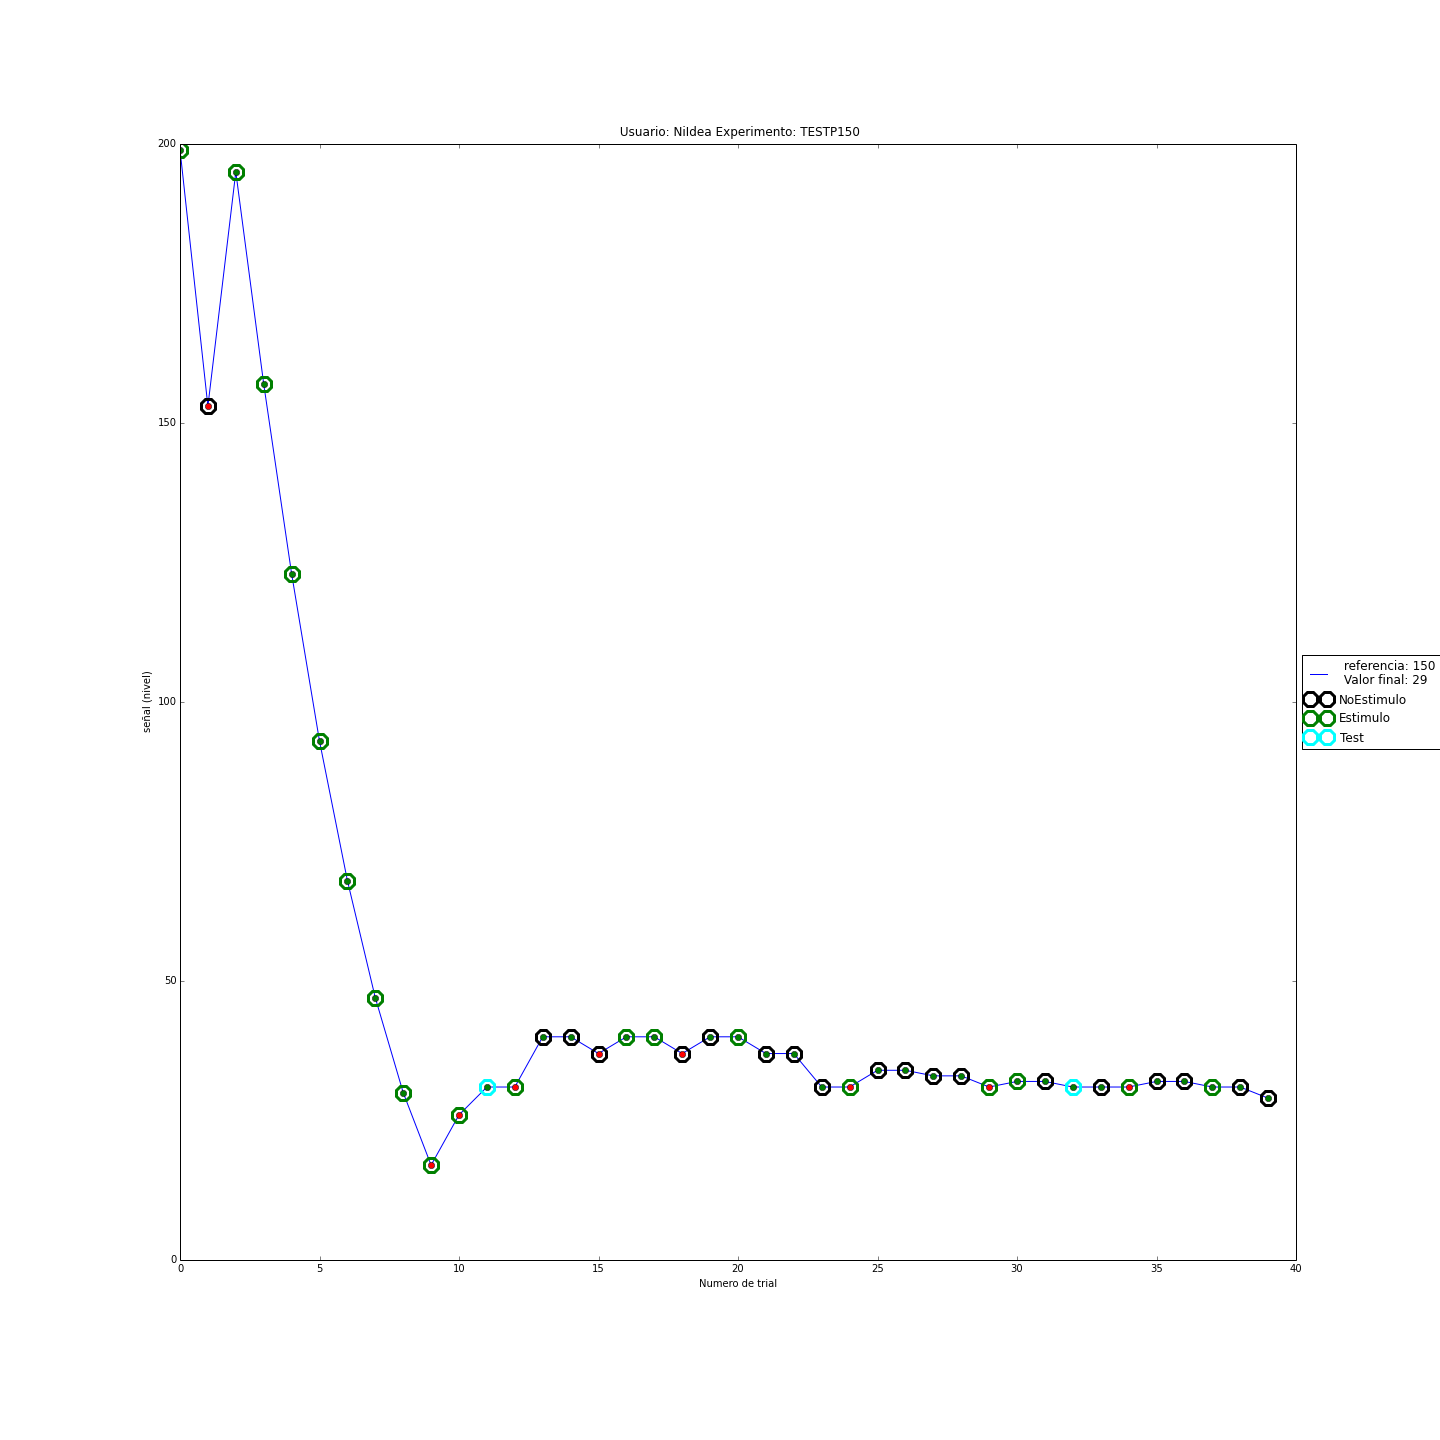 Usuario: NiIdea Experimento: TESTP150
200
150
100
50
0
señal (nivel)
0 5 10 15 20 25 30 35 40
Numero de trial
referencia: 150
Valor final: 29
NoEstimulo
Estimulo
Test